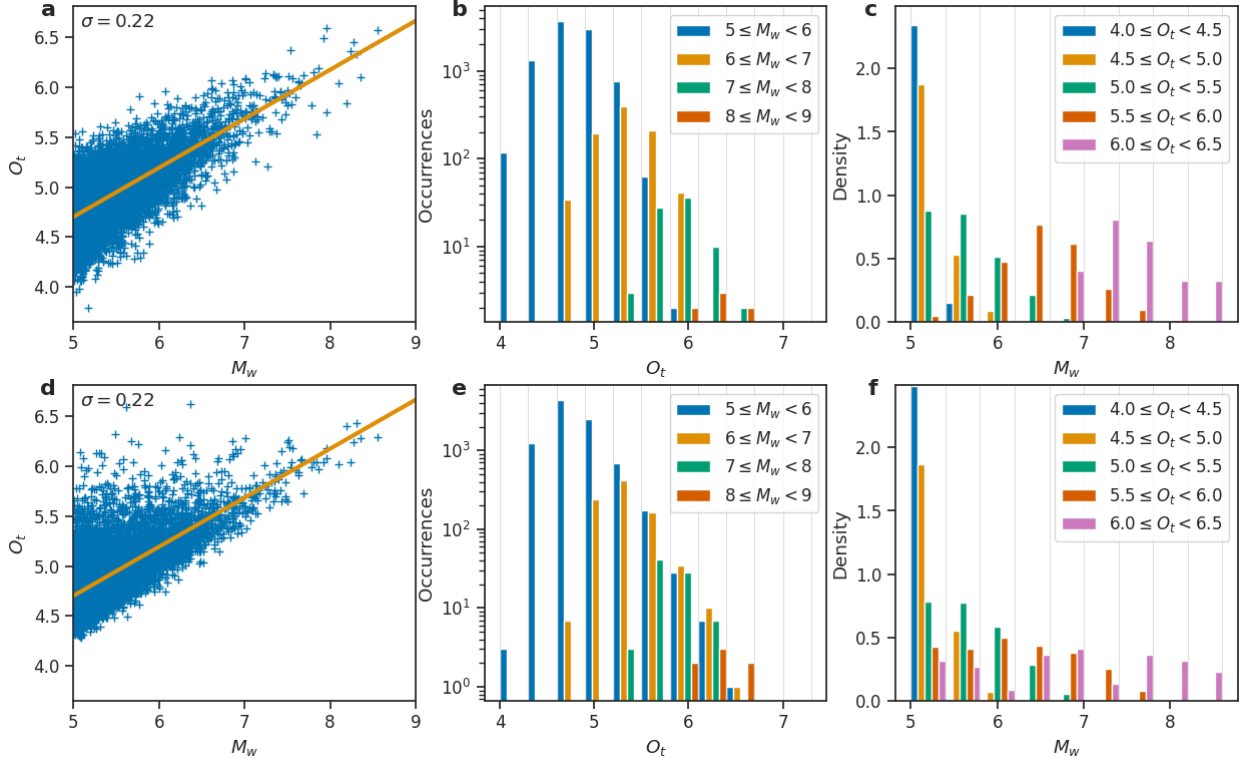 a
σ = 0.22
6.5
6.0
5.5
5.0
4.5
4.0
O_t
5
6
7
8
9
M_w
b
10^3
10^2
10^1
Occurrences
5 ≤ M_w < 6
6 ≤ M_w < 7
7 ≤ M_w < 8
8 ≤ M_w < 9
4
5
6
7
O_t
c
2.0
1.5
1.0
0.5
0.0
Density
4.0 ≤ O_t < 4.5
4.5 ≤ O_t < 5.0
5.0 ≤ O_t < 5.5
5.5 ≤ O_t < 6.0
6.0 ≤ O_t < 6.5
5
6
7
8
M_w
d
σ = 0.22
6.5
6.0
5.5
5.0
4.5
4.0
O_t
5
6
7
8
9
M_w
e
10^3
10^2
10^1
10^0
Occurrences
5 ≤ M_w < 6
6 ≤ M_w < 7
7 ≤ M_w < 8
8 ≤ M_w < 9
4
5
6
7
O_t
f
2.0
1.5
1.0
0.5
0.0
Density
4.0 ≤ O_t < 4.5
4.5 ≤ O_t < 5.0
5.0 ≤ O_t < 5.5
5.5 ≤ O_t < 6.0
6.0 ≤ O_t < 6.5
5
6
7
8
M_w